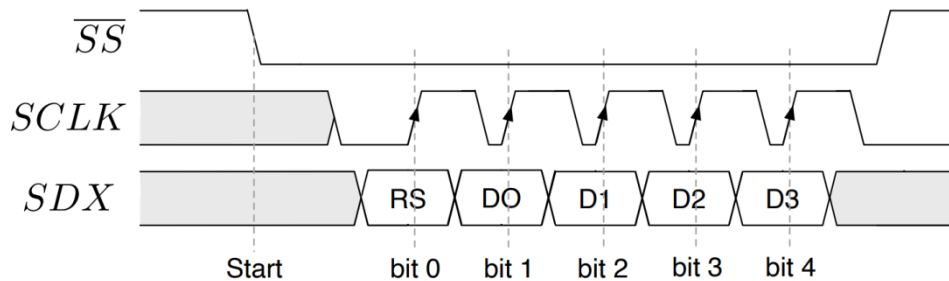 SS
SCLK
SDX RS DO D1 D2 D3
Start bit 0 bit 1 bit 2 bit 3 bit 4